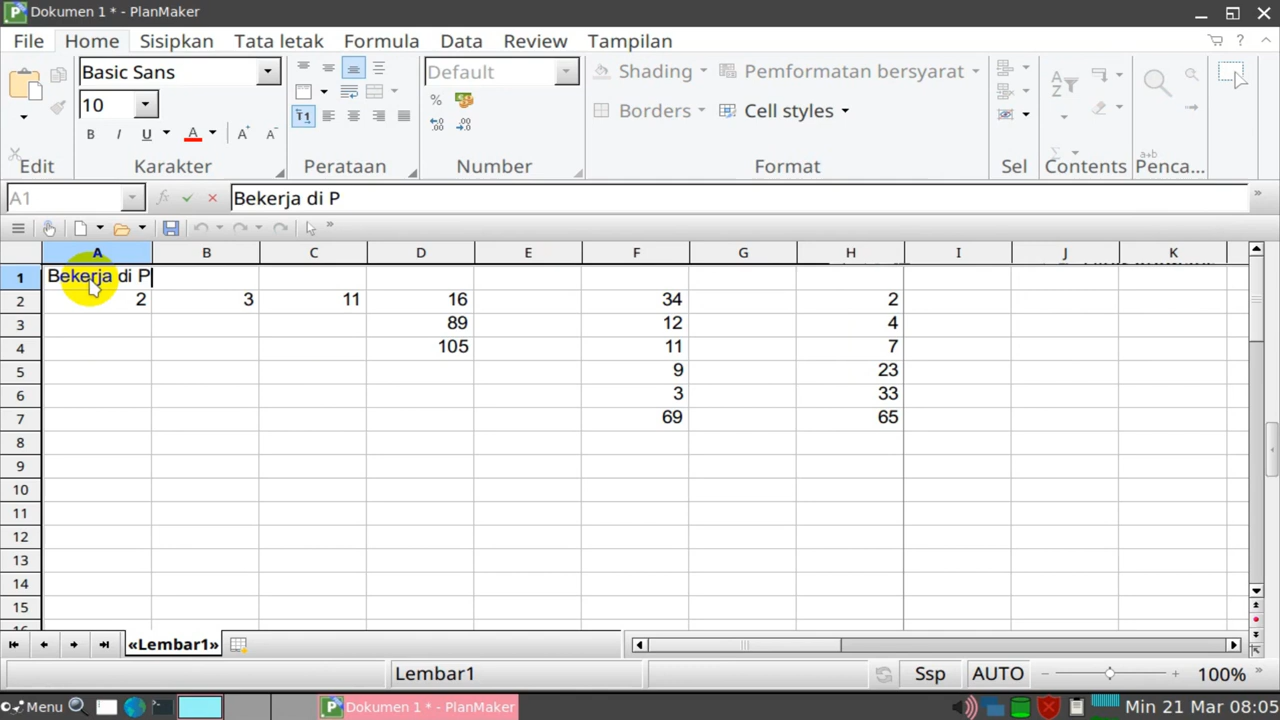 Dokumen 1 * - PlanMaker
File Home Sisipkan Tata letak Formula Data Review Tampilan
Basic Sans Default Shading Pemformatan bersyarat
10 Borders Cell styles
Edit Karakter Perataan Number Format Sel Contents Penca...
A1 Bekerja di P
A B C D E F G H I J K
1 Bekerja di P
2 2 3 11 16 34 2
3 89 12 4
4 105 11 7
5 9 23
6 3 33
7 69 65
8
9
10
11
12
13
14
15
«Lembar1»
Lembar1 Ssp AUTO 100%
Menu Dokumen 1 * - PlanMaker Min 21 Mar 08:05